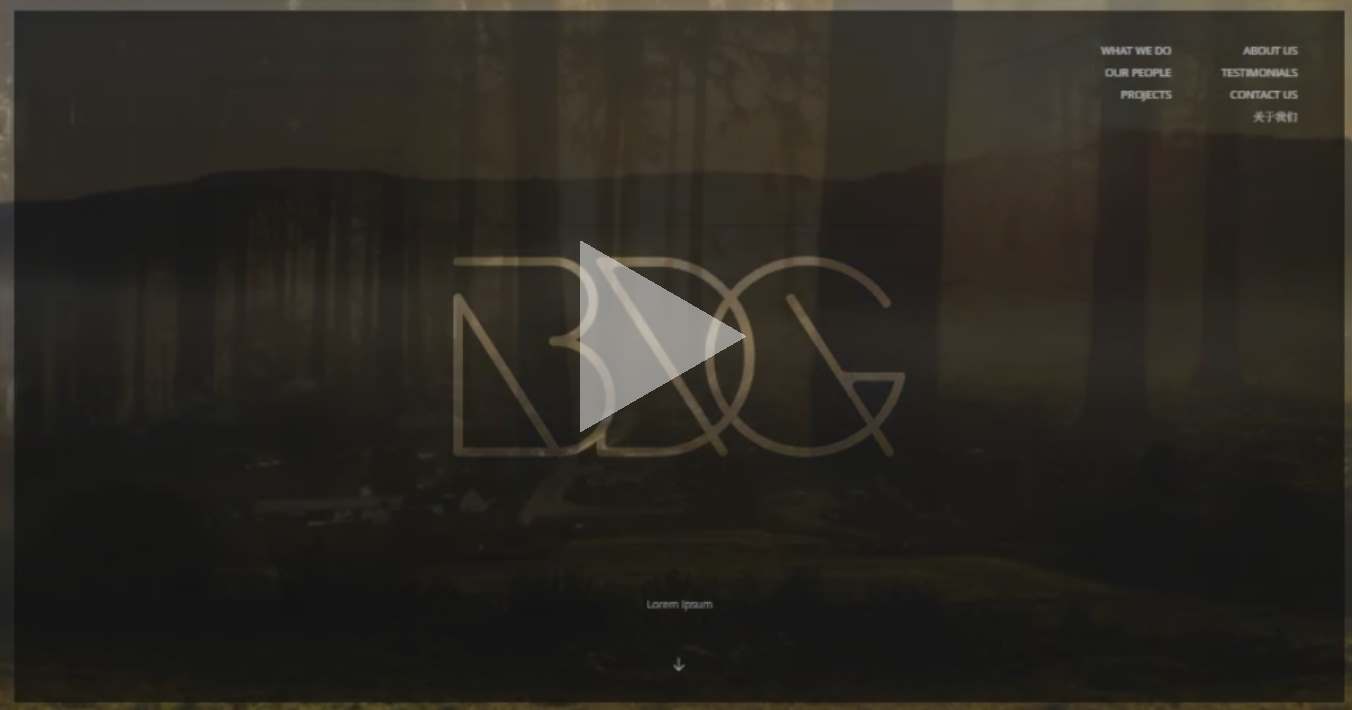 WHAT WE DO
OUR PEOPLE
PROJECTS
ABOUT US
TESTIMONIALS
CONTACT US
关于我们
BDG
Lorem Ipsum